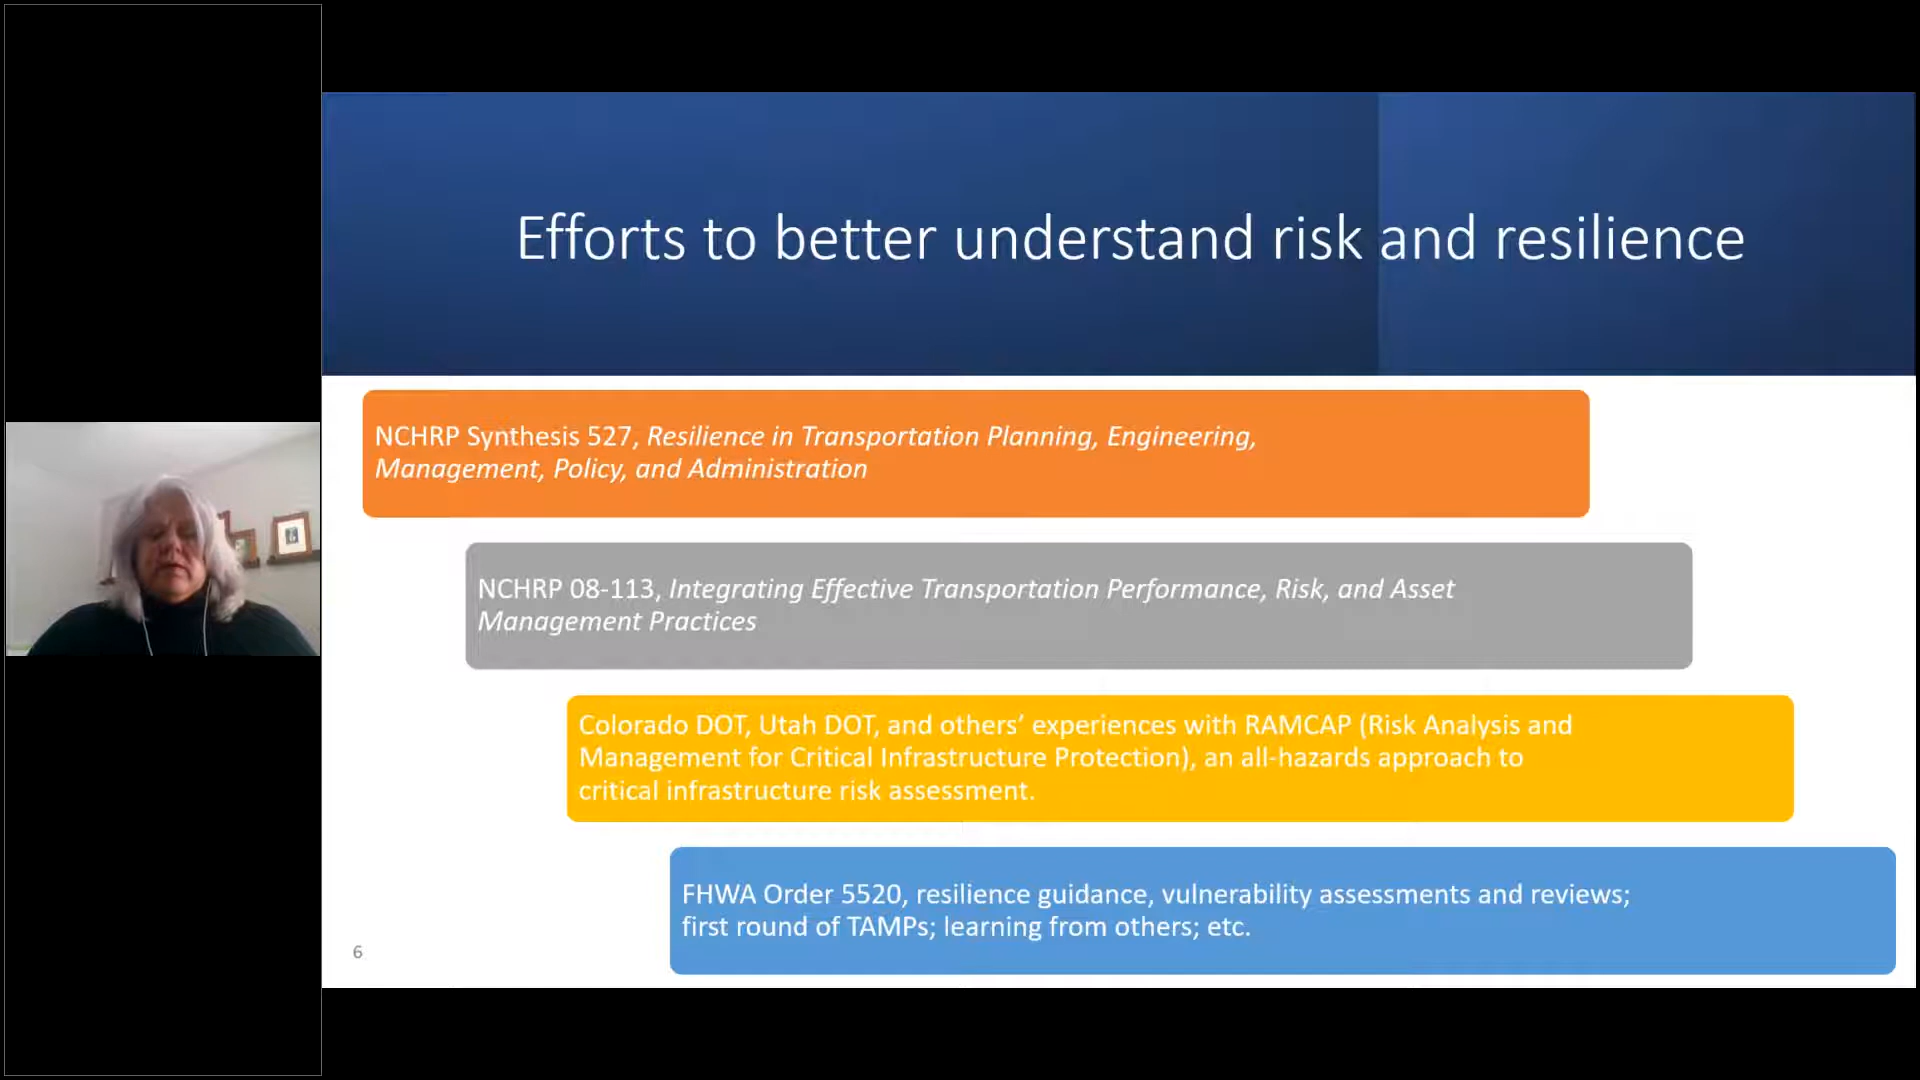 Efforts to better understand risk and resilience
NCHRP Synthesis 527, Resilience in Transportation Planning, Engineering,
Management, Policy, and Administration
NCHRP 08-113, Integrating Effective Transportation Performance, Risk, and Asset
Management Practices
Colorado DOT, Utah DOT, and others’ experiences with RAMCAP (Risk Analysis and
Management for Critical Infrastructure Protection), an all-hazards approach to
critical infrastructure risk assessment.
FHWA Order 5520, resilience guidance, vulnerability assessments and reviews;
first round of TAMPs; learning from others; etc.
6